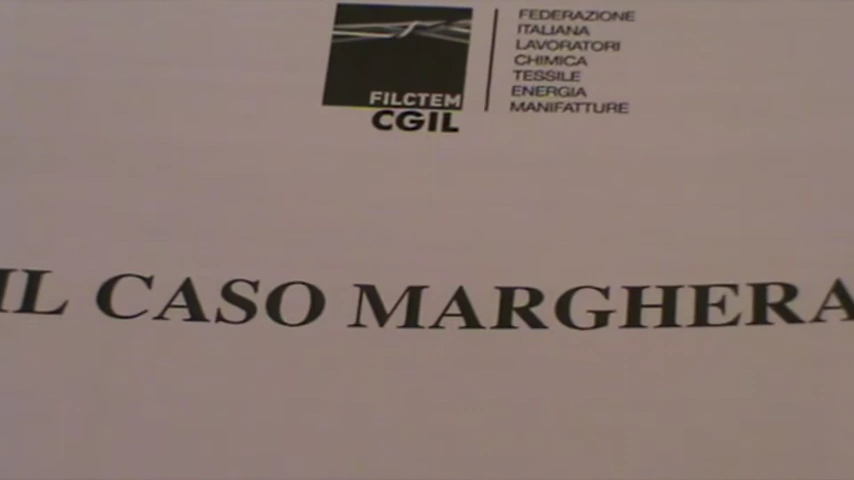 FILCTEM
CGIL
FEDERAZIONE
ITALIANA
LAVORATORI
CHIMICA
TESSILE
ENERGIA
MANIFATTURE
IL CASO MARGHERA